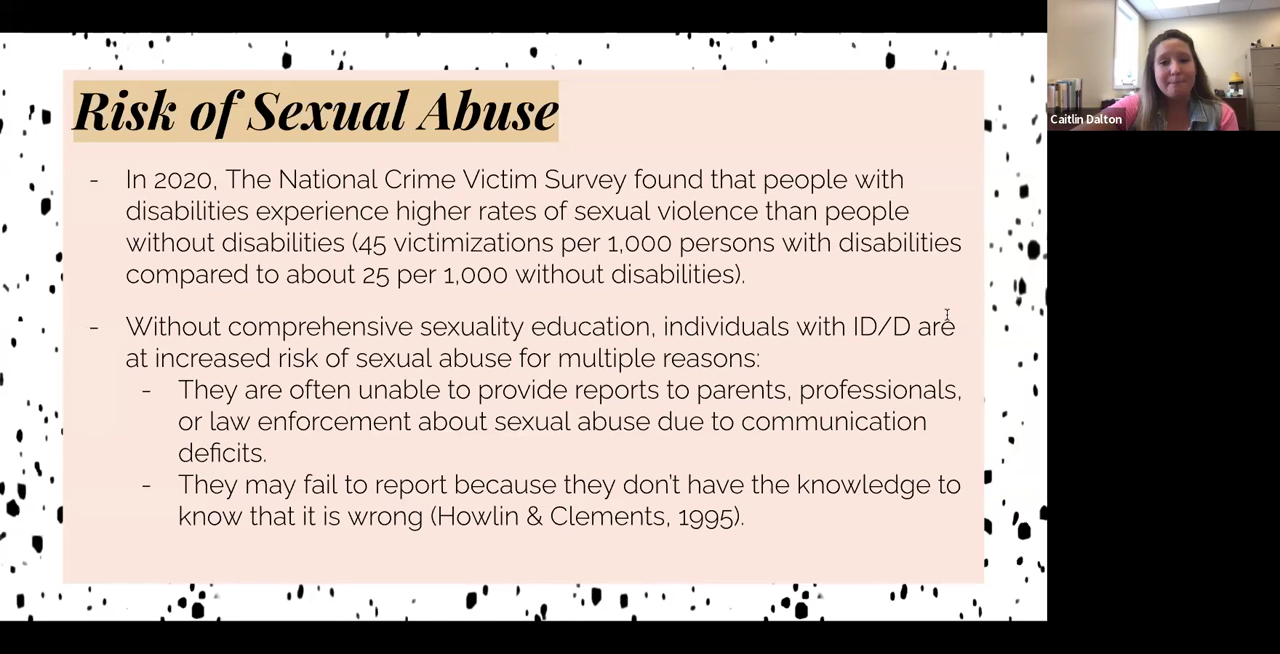 Risk of Sexual Abuse
- In 2020, The National Crime Victim Survey found that people with
disabilities experience higher rates of sexual violence than people
without disabilities (45 victimizations per 1,000 persons with disabilities
compared to about 25 per 1,000 without disabilities).
- Without comprehensive sexuality education, individuals with ID/D are
at increased risk of sexual abuse for multiple reasons:
- They are often unable to provide reports to parents, professionals,
or law enforcement about sexual abuse due to communication
deficits.
- They may fail to report because they don't have the knowledge to
know that it is wrong (Howlin & Clements, 1995).
Caitlin Dalton